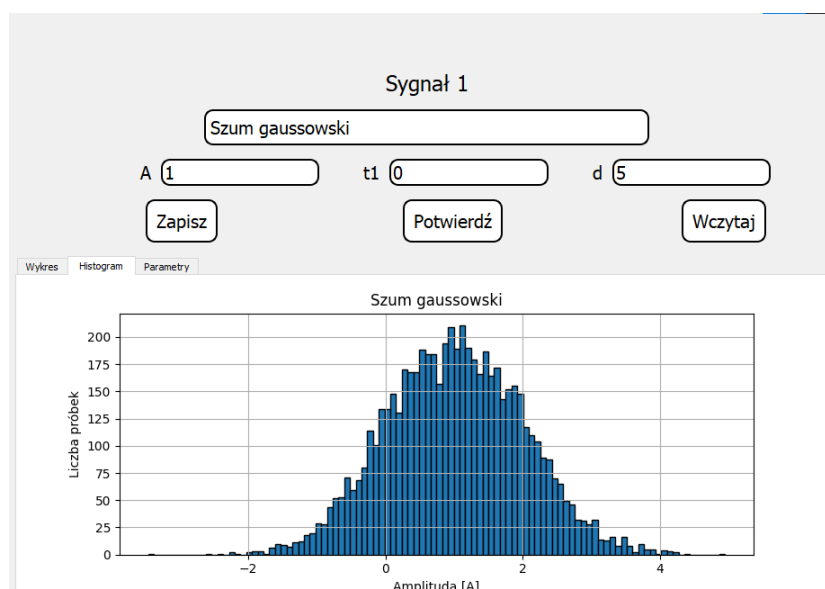 Sygnał 1
Szum gaussowski
A 1 t1 0 d 5
Zapisz Potwierdź Wczytaj
Wykres Histogram Parametry
Szum gaussowski
200
175
150
125
100
75
50
25
0
Liczba próbek
−2 0 2 4
Amplituda [A]